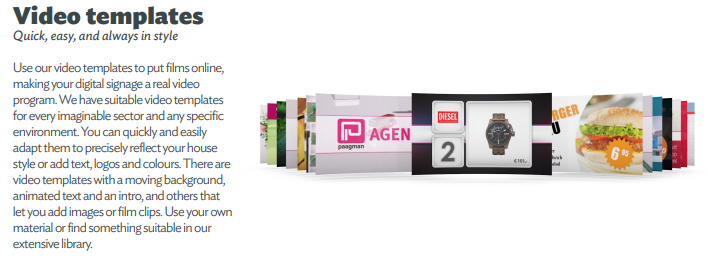 Video templates
Quick, easy, and always in style
Use our video templates to put films online,
making your digital signage a real video
program. We have suitable video templates
for every imaginable sector and any specific
environment. You can quickly and easily
adapt them to precisely reflect your house
style or add text, logos and colours. There are
video templates with a moving background,
animated text and an intro, and others that
let you add images or film clips. Use your own
material or find something suitable in our
extensive library.
paagman
AGEN
DIESEL
2
€181,-
RGER
U
6 95